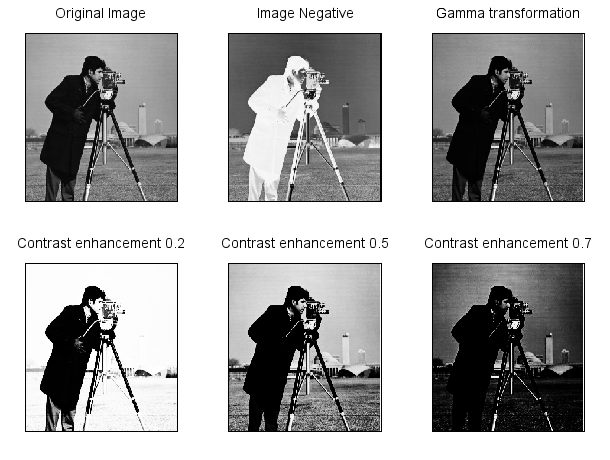 Original Image
Image Negative
Gamma transformation
Contrast enhancement 0.2
Contrast enhancement 0.5
Contrast enhancement 0.7